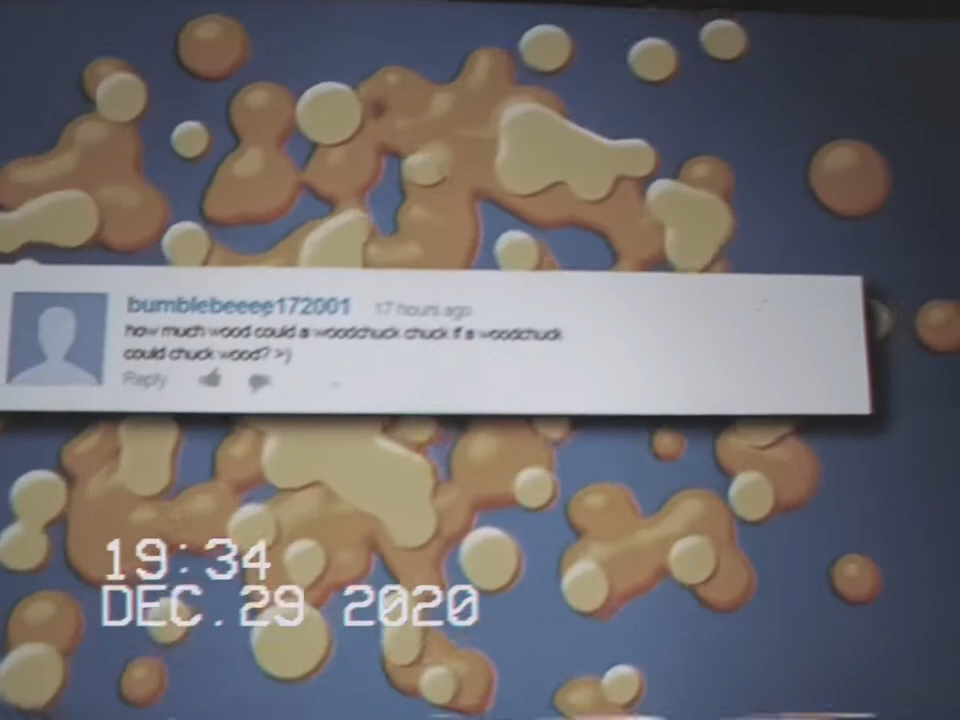 bumblebeeee172001 17 hours ago
how much wood could a woodchuck chuck if a woodchuck
could chuck wood? >)
Reply
19:34
DEC.29 2020